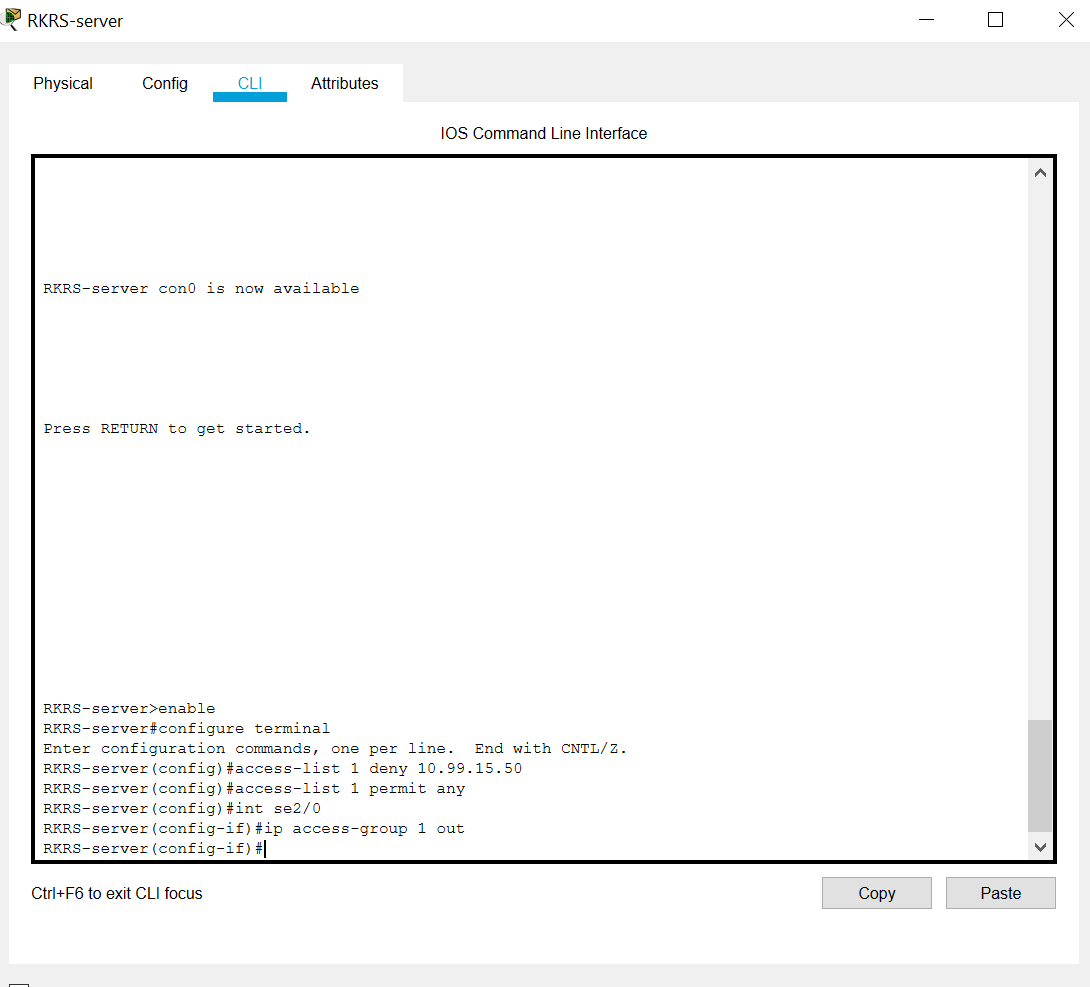 RKRS-server
Physical Config CLI Attributes
IOS Command Line Interface
RKRS-server con0 is now available
Press RETURN to get started.
RKRS-server>enable
RKRS-server#configure terminal
Enter configuration commands, one per line.  End with CNTL/Z.
RKRS-server(config)#access-list 1 deny 10.99.15.50
RKRS-server(config)#access-list 1 permit any
RKRS-server(config)#int se2/0
RKRS-server(config-if)#ip access-group 1 out
RKRS-server(config-if)#
Ctrl+F6 to exit CLI focus
Copy Paste